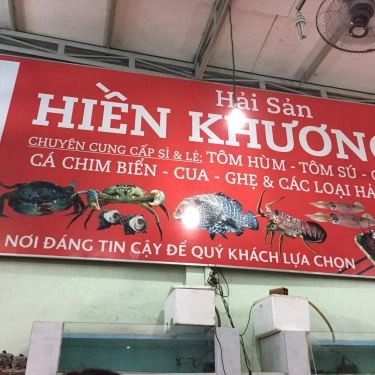 Hải Sản
HIỀN KHƯƠNG
CHUYÊN CUNG CẤP SỈ & LẺ: TÔM HÙM - TÔM SÚ -
CÁ CHIM BIỂN - CUA - GHẸ & CÁC LOẠI HÀ
NƠI ĐÁNG TIN CẬY ĐỂ QUÝ KHÁCH LỰA CHỌN